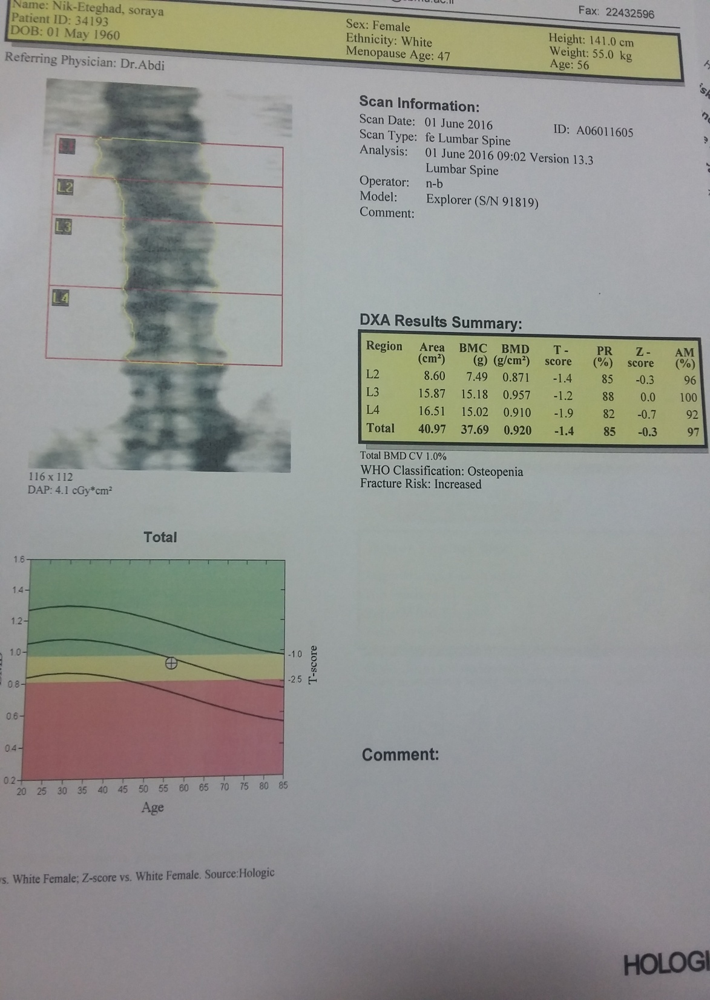 Fax: 22432596
Name: Nik-Eteghad, soraya
Patient ID: 34193
DOB: 01 May 1960
Sex: Female
Ethnicity: White
Menopause Age: 47
Height: 141.0 cm
Weight: 55.0 kg
Age: 56
Referring Physician: Dr.Abdi
L1
L2
L3
L4
116 x 112
DAP: 4.1 cGy*cm²
Scan Information:
Scan Date: 01 June 2016 ID: A06011605
Scan Type: fe Lumbar Spine
Analysis: 01 June 2016 09:02 Version 13.3
Lumbar Spine
Operator: n-b
Model: Explorer (S/N 91819)
Comment:
DXA Results Summary:
Region Area BMC BMD T - PR Z - AM
(cm²) (g) (g/cm²) score (%) score (%)
L2 8.60 7.49 0.871 -1.4 85 -0.3 96
L3 15.87 15.18 0.957 -1.2 88 0.0 100
L4 16.51 15.02 0.910 -1.9 82 -0.7 92
Total 40.97 37.69 0.920 -1.4 85 -0.3 97
Total BMD CV 1.0%
WHO Classification: Osteopenia
Fracture Risk: Increased
Total
1.6
1.4
1.2
1.0
0.8
0.6
0.4
0.2
20 25 30 35 40 45 50 55 60 65 70 75 80 85
Age
-1.0
-2.5
T-score
Comment:
vs. White Female; Z-score vs. White Female. Source:Hologic
HOLOGI